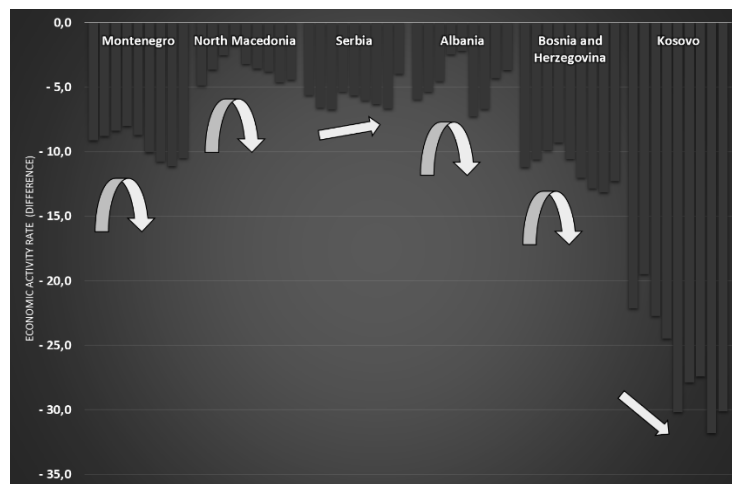 0,0
Montenegro
North Macedonia
Serbia
Albania
Bosnia and
Herzegovina
Kosovo
- 5,0
- 10,0
- 15,0
- 20,0
- 25,0
- 30,0
- 35,0
ECONOMIC ACTIVITY RATE (DIFFERENCE)